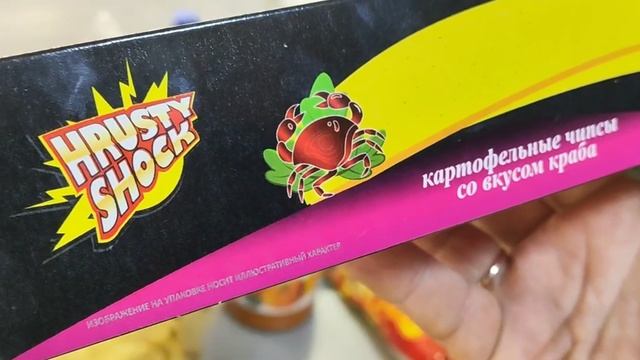 HRUSTY
SHOCK
картофельные чипсы
со вкусом краба
ИЗОБРАЖЕНИЕ НА УПАКОВКЕ НОСИТ ИЛЛЮСТРАТИВНЫЙ ХАРАКТЕР